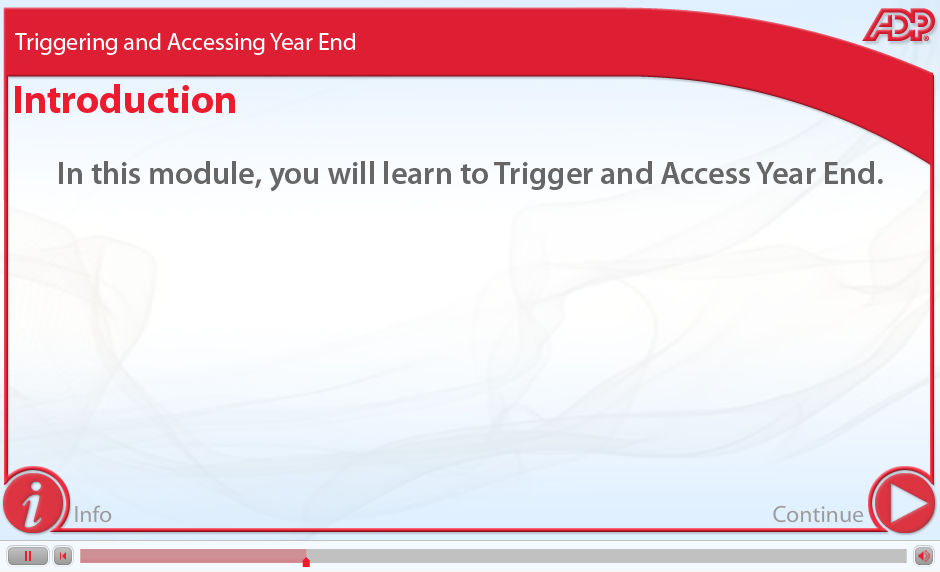 Triggering and Accessing Year End
ADP
Introduction
In this module, you will learn to Trigger and Access Year End.
i
Info
Continue